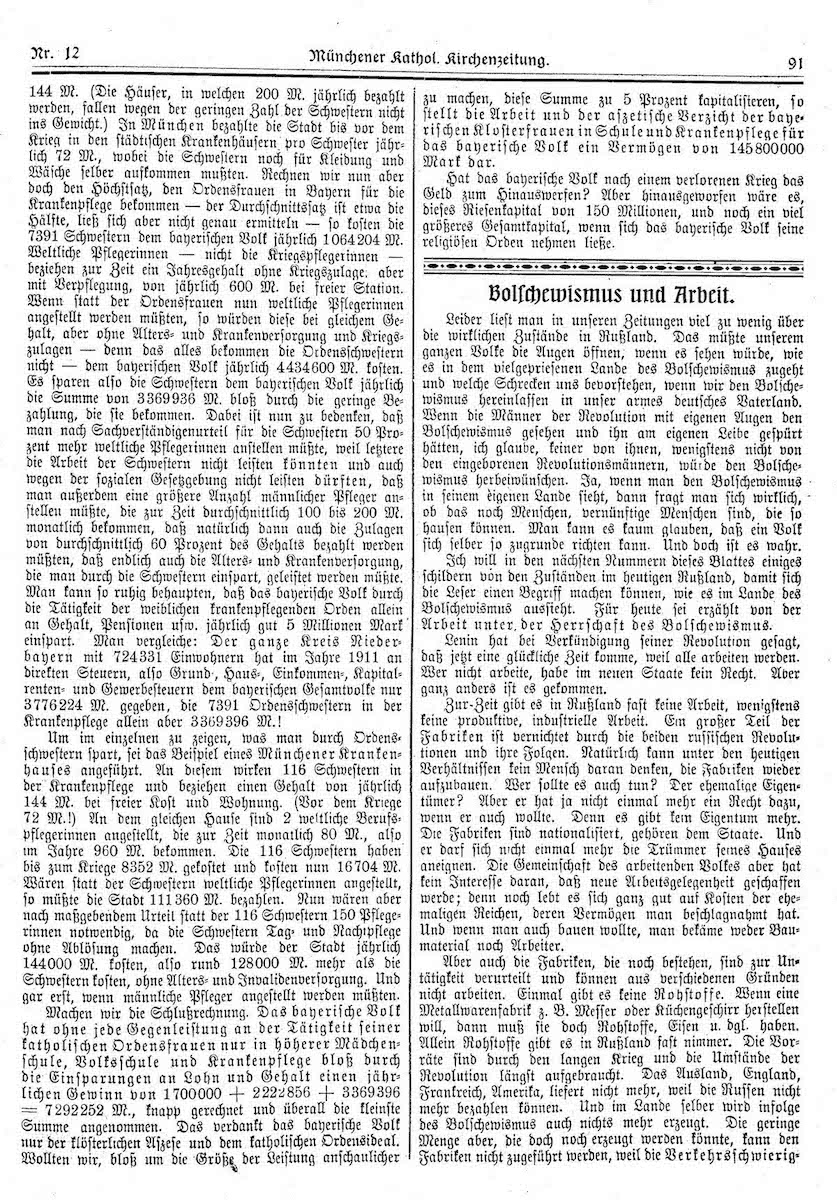 Nr. 12
Münchener Kathol. Kirchenzeitung.
91
144 M. (Die Häuser, in welchen 200 M. jährlich bezahlt
werden, fallen wegen der geringen Zahl der Schwestern nicht
ins Gewicht.) In München bezahlte die Stadt bis vor dem
Krieg in den städtischen Krankenhäusern pro Schwester jähr-
lich 72 M., wobei die Schwestern noch für Kleidung und
Wäsche selber aufkommen mußten. Rechnen wir nun aber
doch den Höchstsatz, den Ordensfrauen in Bayern für die
Krankenpflege bekommen — der Durchschnittssatz ist etwa die
Hälfte, ließ sich aber nicht genau ermitteln — so kosten die
7391 Schwestern dem bayerischen Volk jährlich 1064204 M.
Weltliche Pflegerinnen — nicht die Kriegspflegerinnen —
beziehen zur Zeit ein Jahresgehalt ohne Kriegszulage. aber
mit Verpflegung, von jährlich 600 M. bei freier Station.
Wenn statt der Ordensfrauen nun weltliche Pflegerinnen
angestellt werden müßten, so würden diese bei gleichem Ge-
halt, aber ohne Alters- und Krankenversorgung und Kriegs-
zulagen — denn das alles bekommen die Ordensschwestern
nicht — dem bayerischen Volk jährlich 4434600 M. kosten.
Es sparen also die Schwestern dem bayerischen Volk jährlich
die Summe von 3369936 M. bloß durch die geringe Be-
zahlung, die sie bekommen. Dabei ist nun zu bedenken, daß
man nach Sachverständigenurteil für die Schwestern 50 Pro-
zent mehr weltliche Pflegerinnen anstellen müßte, weil letztere
die Arbeit der Schwestern nicht leisten könnten und auch
wegen der sozialen Gesetzgebung nicht leisten dürften, daß
man außerdem eine größere Anzahl männlicher Pfleger an-
stellen müßte, die zur Zeit durchschnittlich 100 bis 200 M.
monatlich bekommen, daß natürlich dann auch die Zulagen
von durchschnittlich 60 Prozent des Gehalts bezahlt werden
müßten, daß endlich auch die Alters- und Krankenversorgung,
die man durch die Schwestern einspart, geleistet werden müßte.
Man kann so ruhig behaupten, daß das bayerische Volk durch
die Tätigkeit der weiblichen krankenpflegenden Orden allein
an Gehalt, Pensionen usw. jährlich gut 5 Millionen Mark
einspart. Man vergleiche: Der ganze Kreis Nieder-
bayern mit 724331 Einwohnern hat im Jahre 1911 an
direkten Steuern, also Grund-, Haus-, Einkommen-, Kapital-
renten- und Gewerbesteuern dem bayerischen Gesamtvolke nur
3776224 M. gegeben, die 7391 Ordensschwestern in der
Krankenpflege allein aber 3369396 M.!
Um im einzelnen zu zeigen, was man durch Ordens-
schwestern spart, sei das Beispiel eines Münchener Kranken-
hauses angeführt. An diesem wirken 116 Schwestern in
der Krankenpflege und beziehen einen Gehalt von jährlich
144 M. bei freier Kost und Wohnung. (Vor dem Kriege
72 M.!) An dem gleichen Hause sind 2 weltliche Berufs-
pflegerinnen angestellt, die zur Zeit monatlich 80 M., also
im Jahre 960 M. bekommen. Die 116 Schwestern haben
bis zum Kriege 8352 M. gekostet und kosten nun 16704 M.
Wären statt der Schwestern weltliche Pflegerinnen angestellt,
so müßte die Stadt 111360 M. bezahlen. Nun wären aber
nach maßgebendem Urteil statt der 116 Schwestern 150 Pflege-
rinnen notwendig, da die Schwestern Tag- und Nachtpflege
ohne Ablösung machen. Das würde der Stadt jährlich
144000 M. kosten, also rund 128000 M. mehr als die
Schwestern kosten, ohne Alters- und Invalidenversorgung. Und
gar erst, wenn männliche Pfleger angestellt werden müßten.
Machen wir die Schlußrechnung. Das bayerische Volk
hat ohne jede Gegenleistung an der Tätigkeit seiner
katholischen Ordensfrauen nur in höherer Mädchen-
schule, Volksschule und Krankenpflege bloß durch
die Einsparungen an Lohn und Gehalt einen jähr-
lichen Gewinn von 1700000 + 2222856 + 3369396
= 7292252 M., knapp gerechnet und überall die kleinste
Summe angenommen. Das verdankt das bayerische Volk
nur der klösterlichen Aszese und dem katholischen Ordensideal.
Wollten wir, bloß um die Größe der Leistung anschaulicher
zu machen, diese Summe zu 5 Prozent kapitalisieren, so
stellt die Arbeit und der aszetische Verzicht der baye-
rischen Klosterfrauen in Schule und Krankenpflege für
das bayerische Volk ein Vermögen von 145800000
Mark dar.
Hat das bayerische Volk nach einem verlorenen Krieg das
Geld zum Hinauswerfen? Aber hinausgeworfen wäre es,
dieses Riesenkapital von 150 Millionen, und noch ein viel
größeres Gesamtkapital, wenn sich das bayerische Volk seine
religiösen Orden nehmen ließe.
Bolschewismus und Arbeit.
Leider liest man in unseren Zeitungen viel zu wenig über
die wirklichen Zustände in Rußland. Das müßte unserem
ganzen Volke die Augen öffnen, wenn es sehen würde, wie
es in dem vielgepriesenen Lande des Bolschewismus zugeht
und welche Schrecken uns bevorstehen, wenn wir den Bolsche-
wismus hereinlassen in unser armes deutsches Vaterland.
Wenn die Männer der Revolution mit eigenen Augen den
Bolschewismus gesehen und ihn am eigenen Leibe gespürt
hätten, ich glaube, keiner von ihnen, wenigstens nicht von
den eingeborenen Revolutionsmännern, würde den Bolsche-
wismus herbeiwünschen. Ja, wenn man den Bolschewismus
in seinem eigenen Lande sieht, dann fragt man sich wirklich,
ob das noch Menschen, vernünftige Menschen sind, die so
hausen können. Man kann es kaum glauben, daß ein Volk
sich selber so zugrunde richten kann. Und doch ist es wahr.
Ich will in den nächsten Nummern dieses Blattes einiges
schildern von den Zuständen im heutigen Rußland, damit sich
die Leser einen Begriff machen können, wie es im Lande des
Bolschewismus aussieht. Für heute sei erzählt von der
Arbeit unter der Herrschaft des Bolschewismus.
Lenin hat bei Verkündigung seiner Revolution gesagt,
daß jetzt eine glückliche Zeit komme, weil alle arbeiten werden.
Wer nicht arbeite, habe im neuen Staate kein Recht. Aber
ganz anders ist es gekommen.
Zur-Zeit gibt es in Rußland fast keine Arbeit, wenigstens
keine produktive, industrielle Arbeit. Ein großer Teil der
Fabriken ist vernichtet durch die beiden russischen Revolu-
tionen und ihre Folgen. Natürlich kann unter den heutigen
Verhältnissen kein Mensch daran denken, die Fabriken wieder
aufzubauen. Wer sollte es auch tun? Der ehemalige Eigen-
tümer? Aber er hat ja nicht einmal mehr ein Recht dazu,
wenn er auch wollte. Denn es gibt kein Eigentum mehr.
Die Fabriken sind nationalisiert, gehören dem Staate. Und
er darf sich nicht einmal mehr die Trümmer seines Hauses
aneignen. Die Gemeinschaft des arbeitenden Volkes aber hat
kein Interesse daran, daß neue Arbeitsgelegenheit geschaffen
werde; denn noch lebt es sich ganz gut auf Kosten der ehe-
maligen Reichen, deren Vermögen man beschlagnahmt hat.
Und wenn man auch bauen wollte, man bekäme weder Bau-
material noch Arbeiter.
Aber auch die Fabriken, die noch bestehen, sind zur Un-
tätigkeit verurteilt und können aus verschiedenen Gründen
nicht arbeiten. Einmal gibt es keine Rohstoffe. Wenn eine
Metallwarenfabrik z. B. Messer oder Küchengeschirr herstellen
will, dann muß sie doch Rohstoffe, Eisen u. dgl. haben.
Allein Rohstoffe gibt es in Rußland fast nimmer. Die Vor-
räte sind durch den langen Krieg und die Umstände der
Revolution längst aufgebraucht. Das Ausland, England,
Frankreich, Amerika, liefert nicht mehr, weil die Russen nicht
mehr bezahlen können. Und im Lande selber wird infolge
des Bolschewismus auch nichts mehr erzeugt. Die geringe
Menge aber, die doch noch erzeugt werden könnte, kann den
Fabriken nicht zugeführt werden, weil die Verkehrsschwierig-